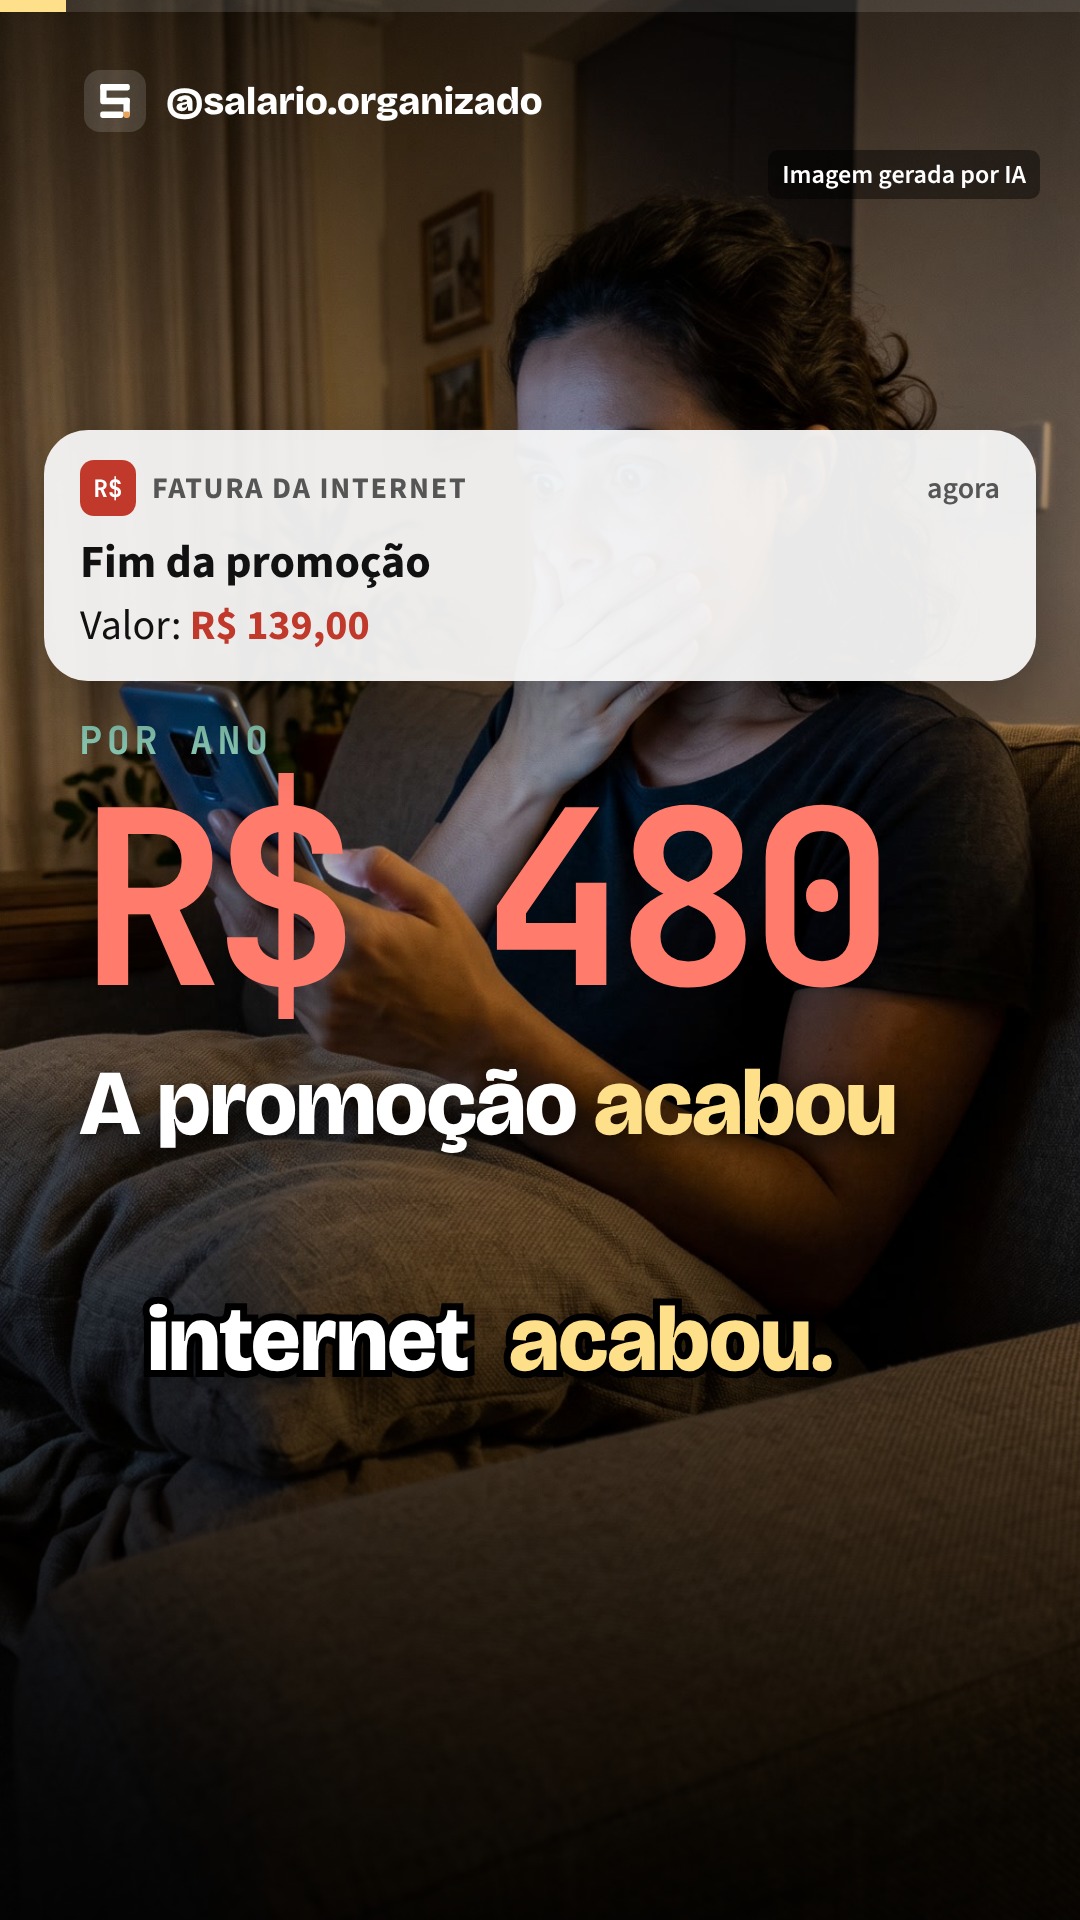 @salario.organizado
Imagem gerada por IA
R$ FATURA DA INTERNET agora
Fim da promoção
Valor: R$ 139,00
POR ANO
R$ 480
A promoção acabou
internet acabou.